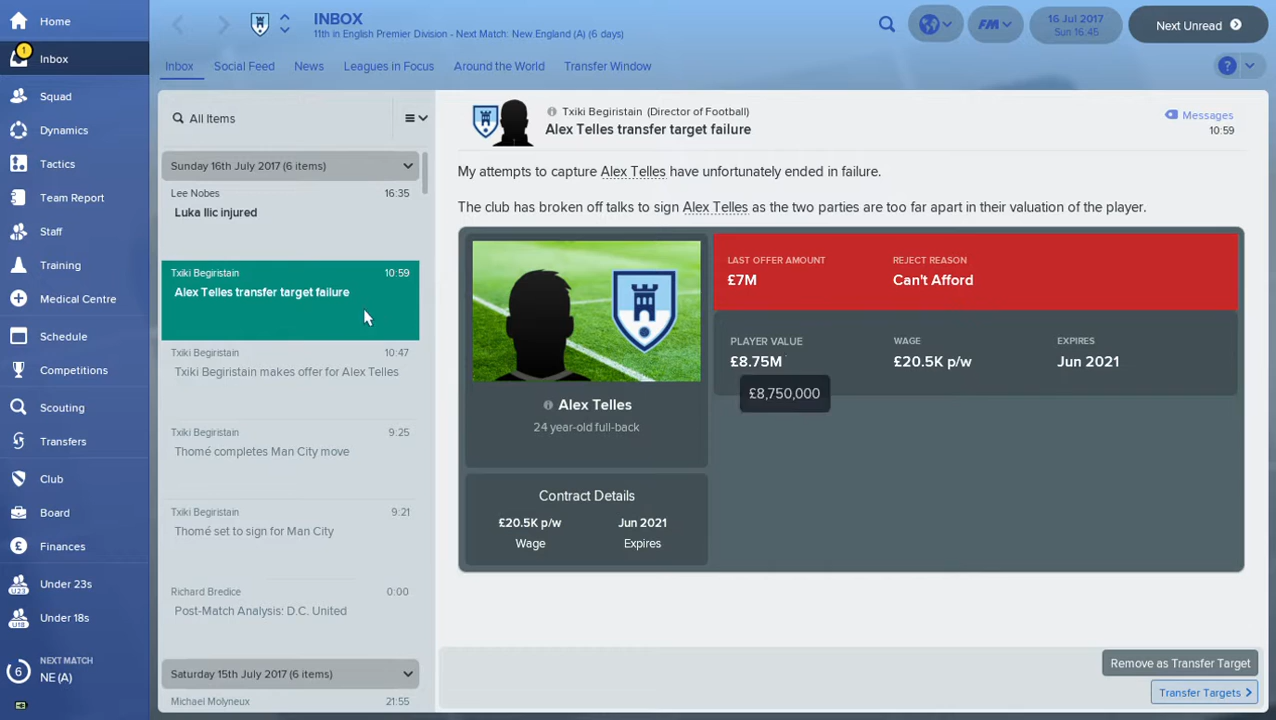 Home
1
Inbox
Squad
Dynamics
Tactics
Team Report
Staff
Training
Medical Centre
Schedule
Competitions
Scouting
Transfers
Club
Board
Finances
U23
Under 23s
U18
Under 18s
6
NEXT MATCH
NE (A)
INBOX
11th in English Premier Division - Next Match: New England (A) (6 days)
FM
16 Jul 2017
Sun 16:45
Next Unread
Inbox
Social Feed
News
Leagues in Focus
Around the World
Transfer Window
?
All Items
Sunday 16th July 2017 (6 items)
Lee Nobes 16:35
Luka Ilic injured
Txiki Begiristain 10:59
Alex Telles transfer target failure
Txiki Begiristain 10:47
Txiki Begiristain makes offer for Alex Telles
Txiki Begiristain 9:25
Thomé completes Man City move
Txiki Begiristain 9:21
Thomé set to sign for Man City
Richard Bredice 0:00
Post-Match Analysis: D.C. United
Saturday 15th July 2017 (6 items)
Michael Molyneux 21:55
Txiki Begiristain (Director of Football)
Alex Telles transfer target failure
Messages
10:59
My attempts to capture Alex Telles have unfortunately ended in failure.
The club has broken off talks to sign Alex Telles as the two parties are too far apart in their valuation of the player.
Alex Telles
24 year-old full-back
Contract Details
£20.5K p/w Jun 2021
Wage Expires
LAST OFFER AMOUNT REJECT REASON
£7M Can't Afford
PLAYER VALUE WAGE EXPIRES
£8.75M £20.5K p/w Jun 2021
£8,750,000
Remove as Transfer Target
Transfer Targets